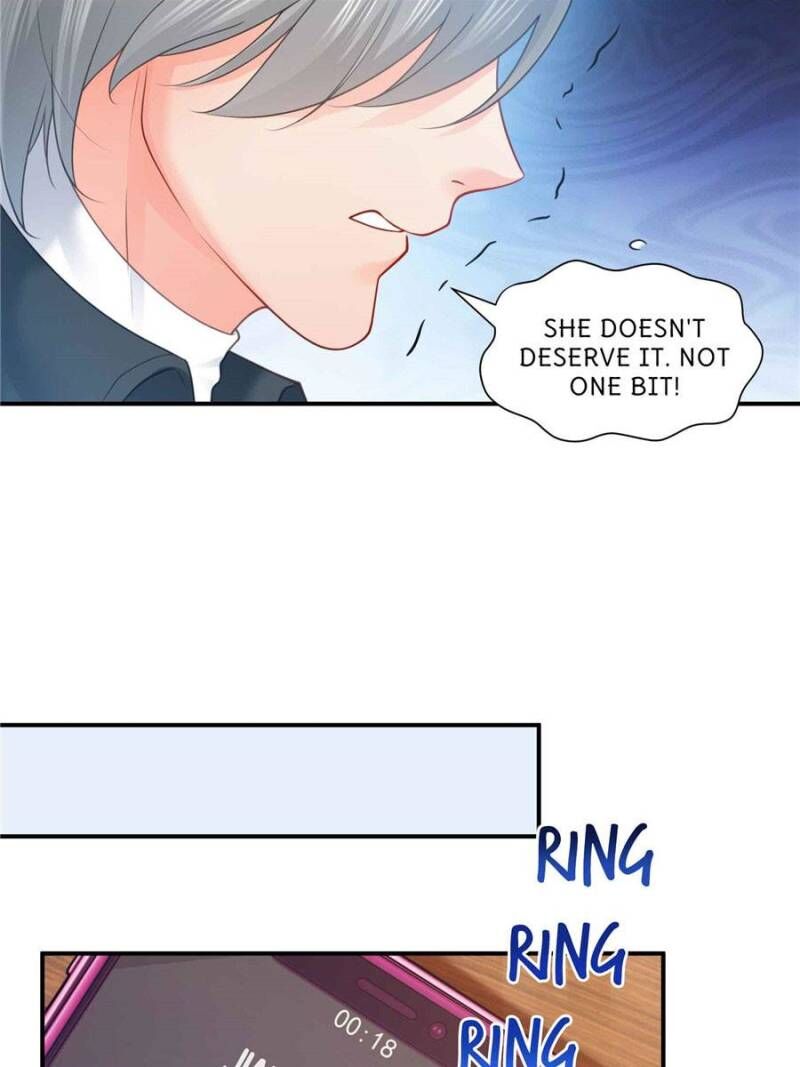 SHE DOESN'T
DESERVE IT. NOT
ONE BIT!
RING
RING
00:18
RING